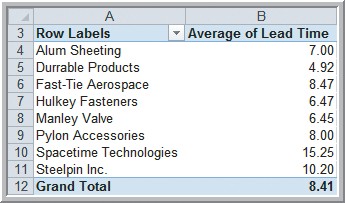 A B
3 Row Labels Average of Lead Time
4 Alum Sheeting 7.00
5 Durrable Products 4.92
6 Fast-Tie Aerospace 8.47
7 Hulkey Fasteners 6.47
8 Manley Valve 6.45
9 Pylon Accessories 8.00
10 Spacetime Technologies 15.25
11 Steelpin Inc. 10.20
12 Grand Total 8.41